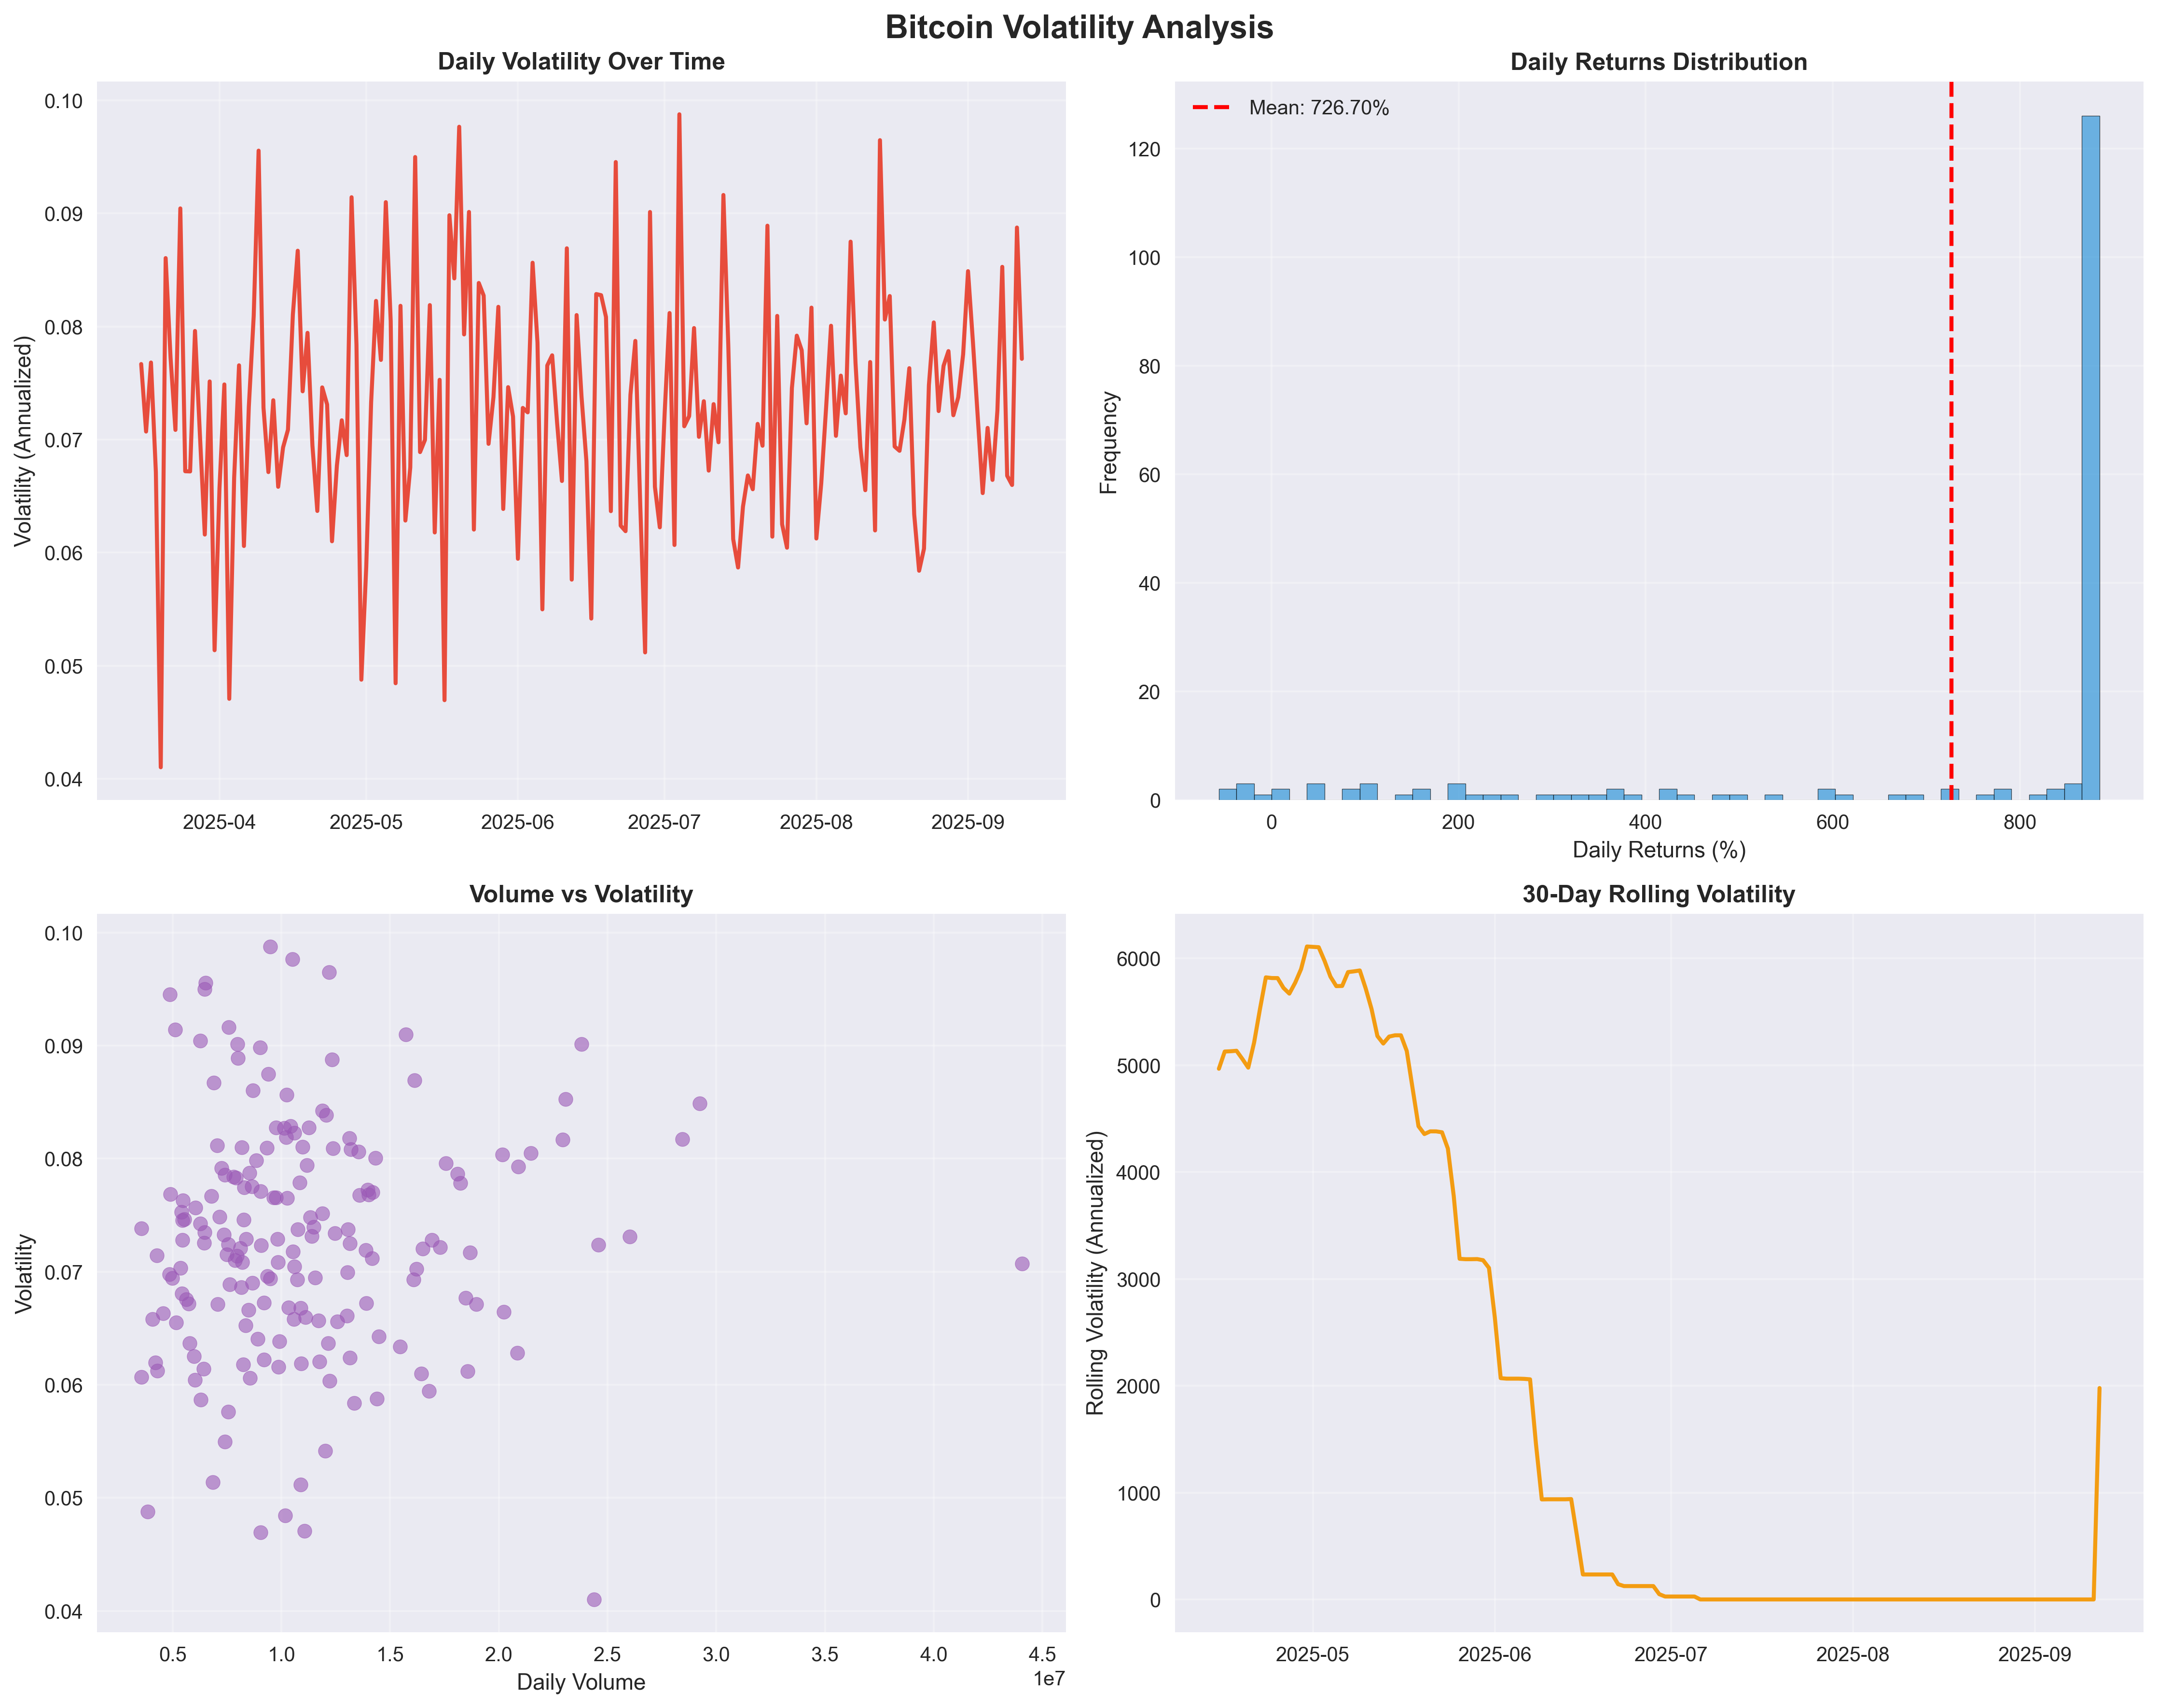 Bitcoin Volatility Analysis
Daily Volatility Over Time
Volatility (Annualized)
0.10
0.09
0.08
0.07
0.06
0.05
0.04
2025-04 2025-05 2025-06 2025-07 2025-08 2025-09
Daily Returns Distribution
Mean: 726.70%
Frequency
120
100
80
60
40
20
0
0 200 400 600 800
Daily Returns (%)
Volume vs Volatility
Volatility
0.10
0.09
0.08
0.07
0.06
0.05
0.04
0.5 1.0 1.5 2.0 2.5 3.0 3.5 4.0 4.5
1e7
Daily Volume
30-Day Rolling Volatility
Rolling Volatility (Annualized)
6000
5000
4000
3000
2000
1000
0
2025-05 2025-06 2025-07 2025-08 2025-09